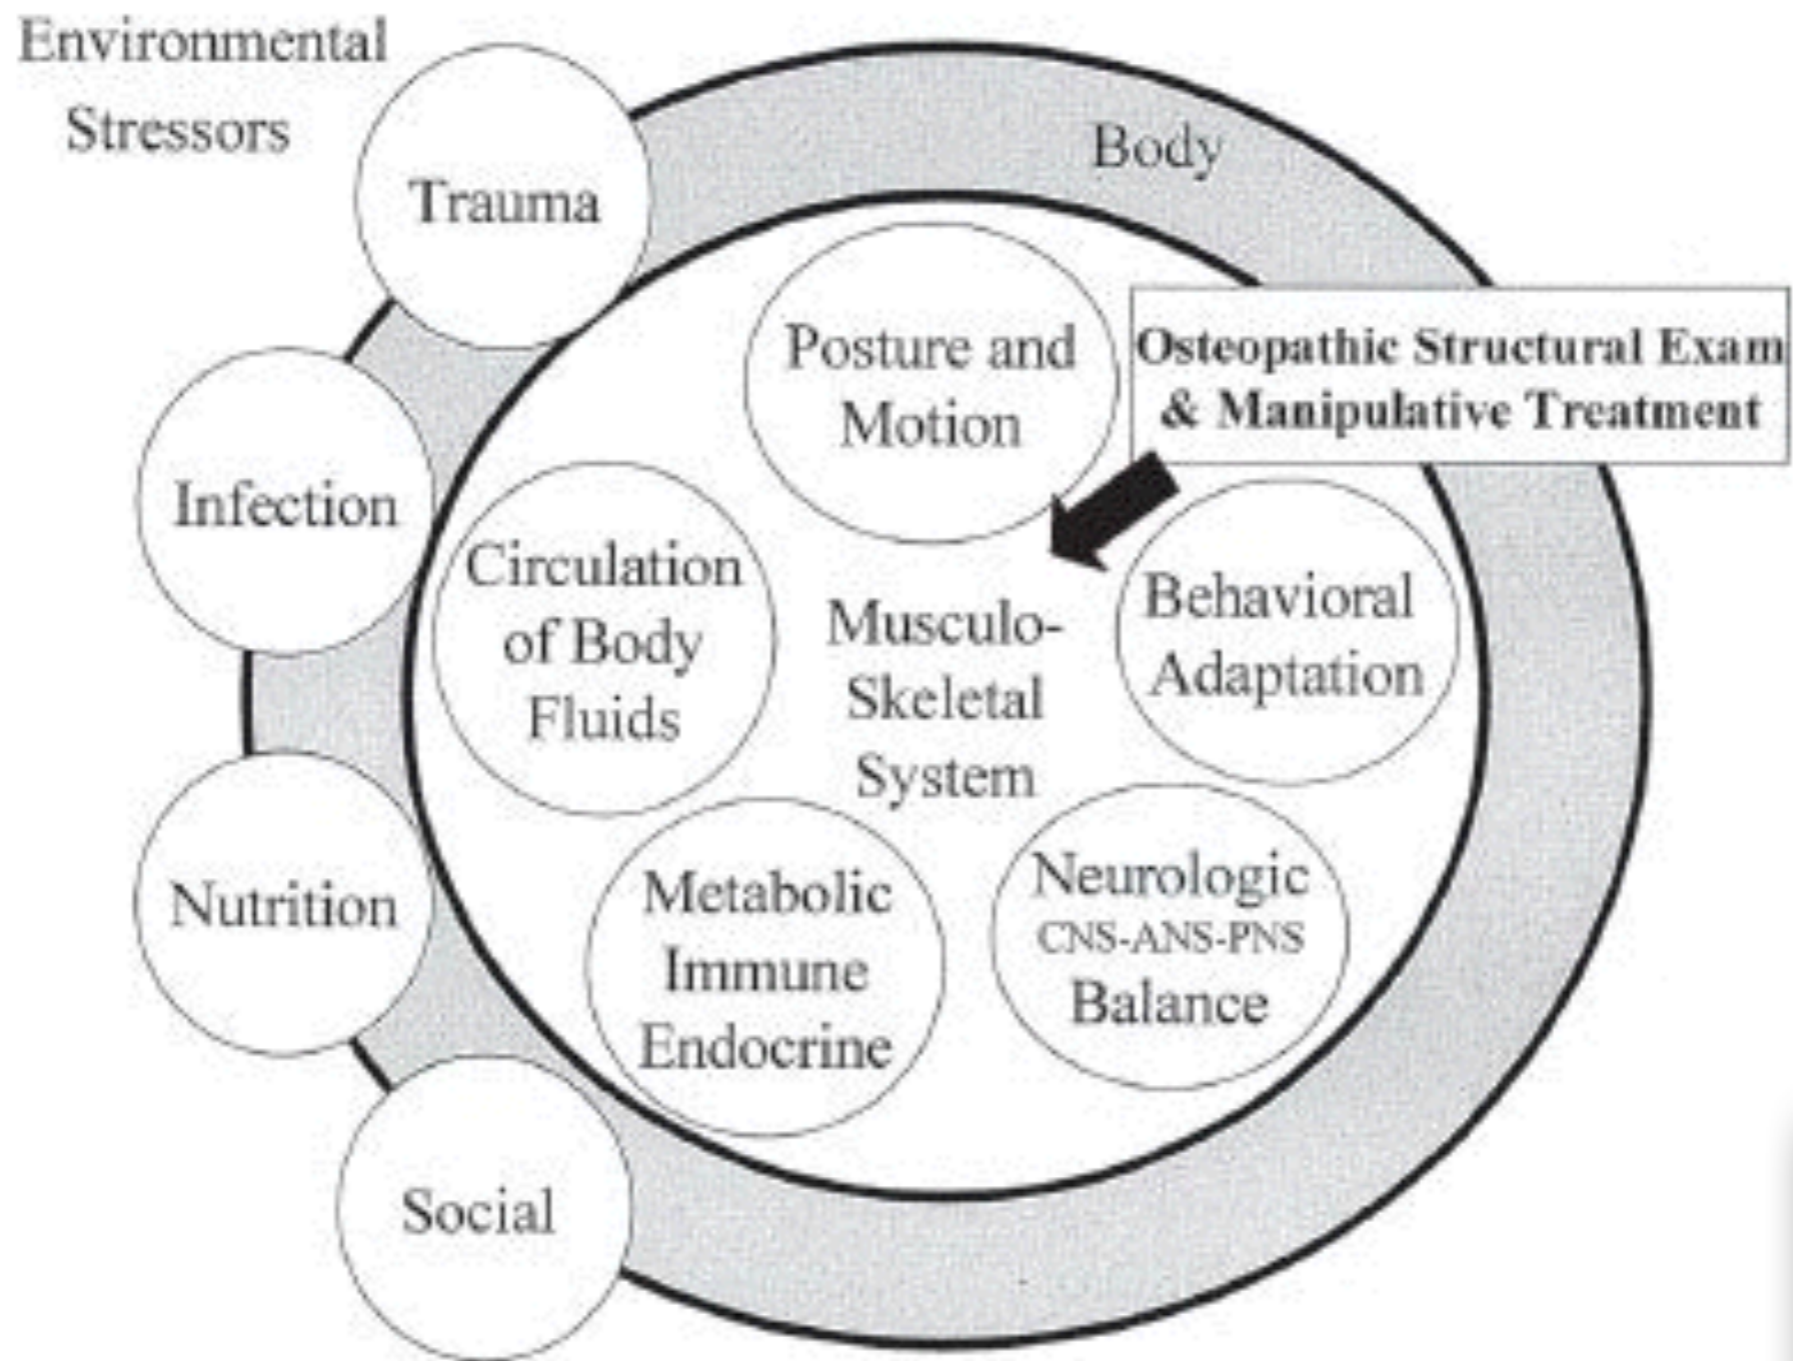 Environmental
Stressors
Trauma
Body
Posture and
Motion
Osteopathic Structural Exam
& Manipulative Treatment
Infection
Circulation
of Body
Fluids
Musculo-
Skeletal
System
Behavioral
Adaptation
Nutrition
Metabolic
Immune
Endocrine
Neurologic
CNS-ANS-PNS
Balance
Social